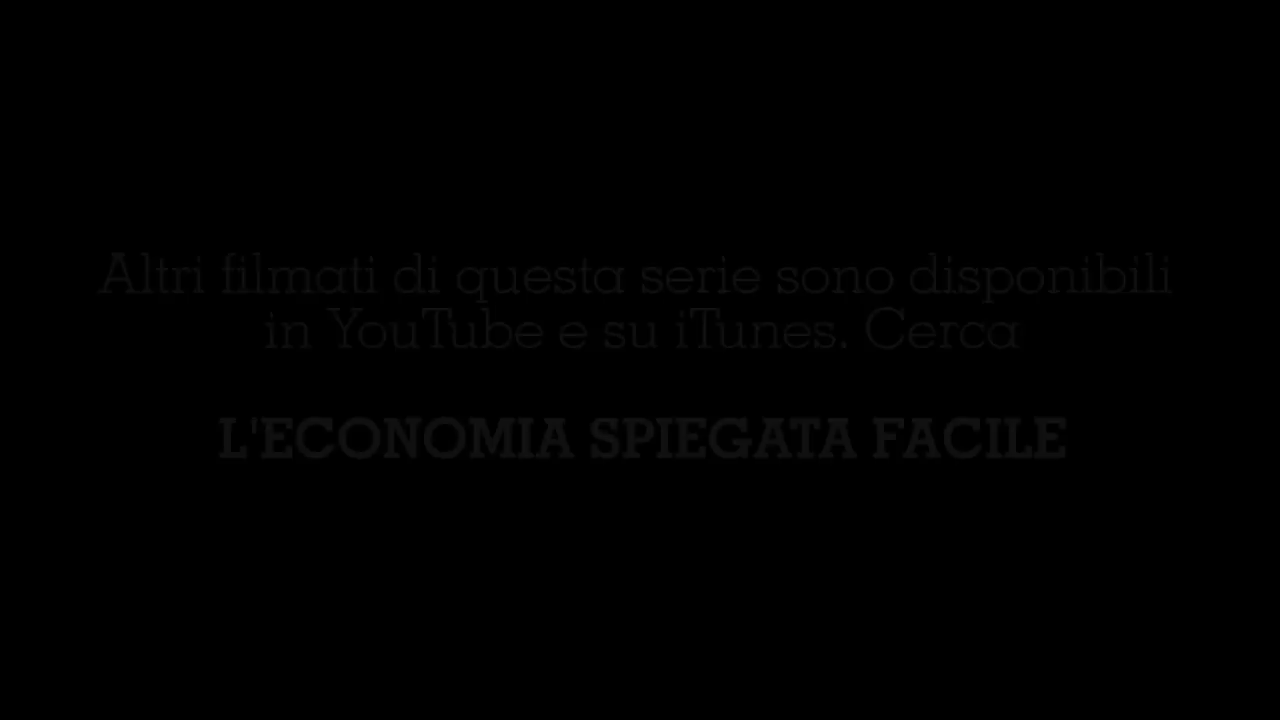 Altri filmati di questa serie sono disponibili
in YouTube e su iTunes. Cerca
L'ECONOMIA SPIEGATA FACILE